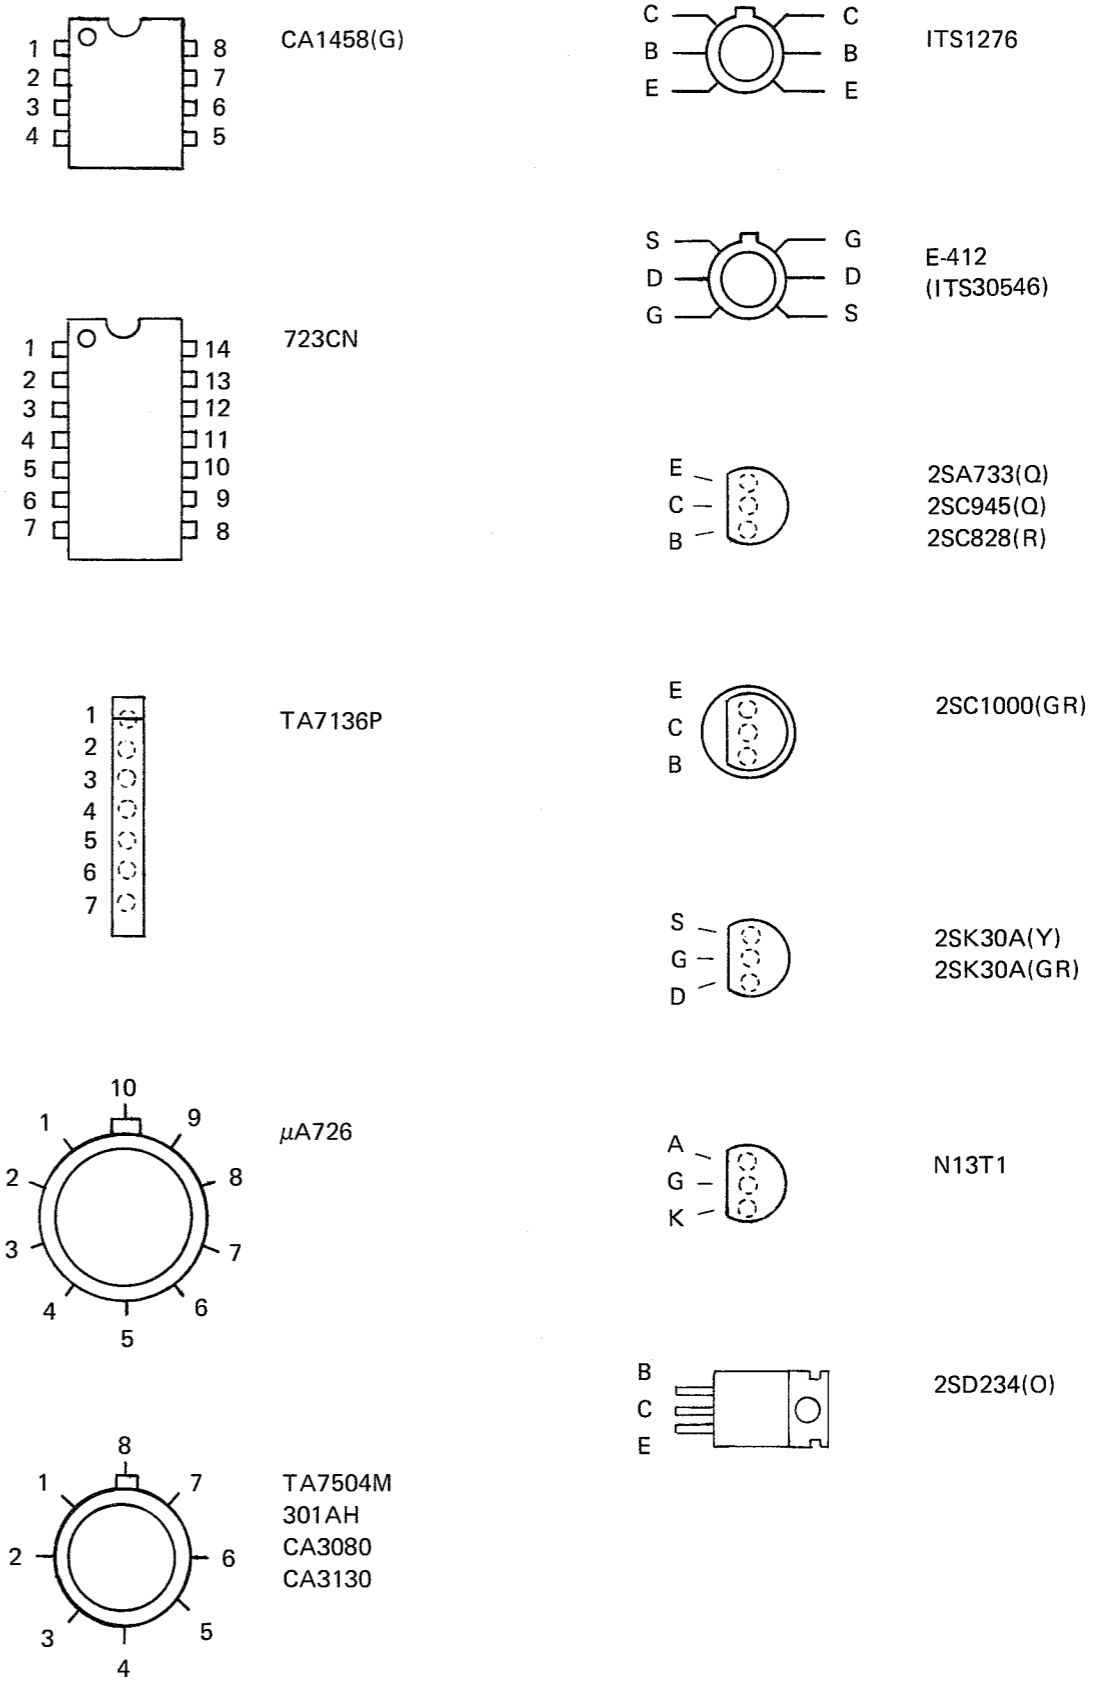 CA1458(G)
1 8
2 7
3 6
4 5
723CN
1 14
2 13
3 12
4 11
5 10
6 9
7 8
TA7136P
1
2
3
4
5
6
7
μA726
10
1 9
2 8
3 7
4 6
5
TA7504M
301AH
CA3080
CA3130
8
1 7
2 6
3 5
4
ITS1276
C C
B B
E E
E-412
(ITS30546)
S G
D D
G S
2SA733(Q)
2SC945(Q)
2SC828(R)
E
C
B
2SC1000(GR)
E
C
B
2SK30A(Y)
2SK30A(GR)
S
G
D
N13T1
A
G
K
2SD234(O)
B
C
E